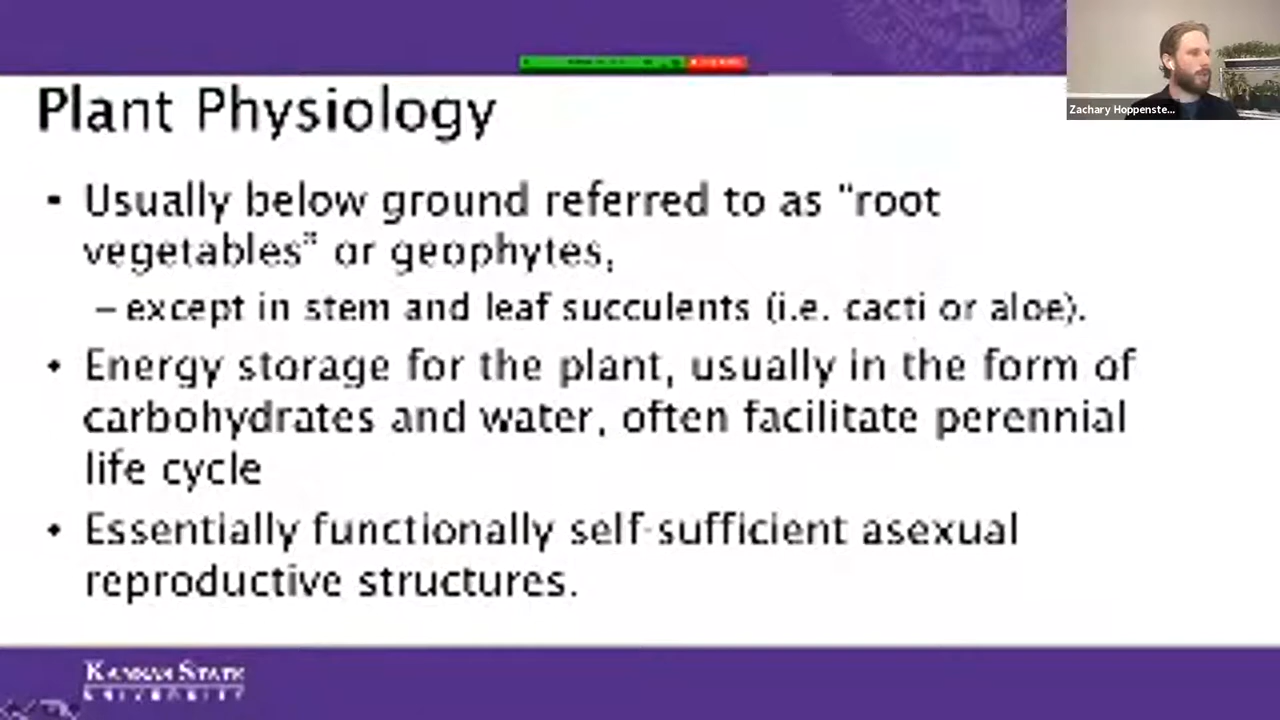 Zachary Hoppenste...
Plant Physiology
• Usually below ground referred to as "root
vegetables" or geophytes,
– except in stem and leaf succulents (i.e. cacti or aloe).
• Energy storage for the plant, usually in the form of
carbohydrates and water, often facilitate perennial
life cycle
• Essentially functionally self-sufficient asexual
reproductive structures.
KANSAS STATE
UNIVERSITY